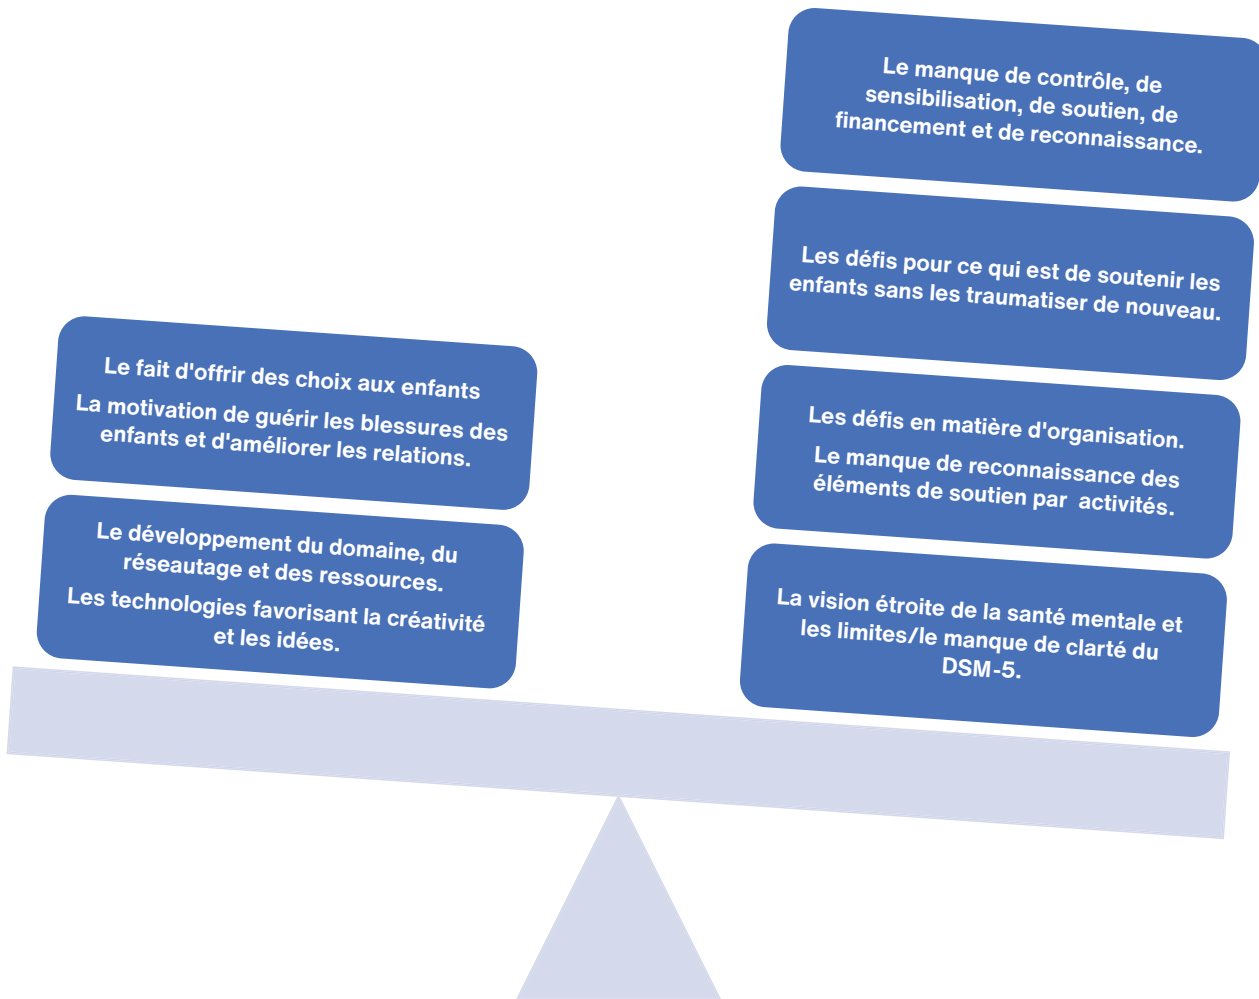 Le fait d'offrir des choix aux enfants
La motivation de guérir les blessures des
enfants et d'améliorer les relations.
Le développement du domaine, du
réseautage et des ressources.
Les technologies favorisant la créativité
et les idées.
Le manque de contrôle, de
sensibilisation, de soutien, de
financement et de reconnaissance.
Les défis pour ce qui est de soutenir les
enfants sans les traumatiser de nouveau.
Les défis en matière d'organisation.
Le manque de reconnaissance des
éléments de soutien par activités.
La vision étroite de la santé mentale et
les limites/le manque de clarté du
DSM-5.